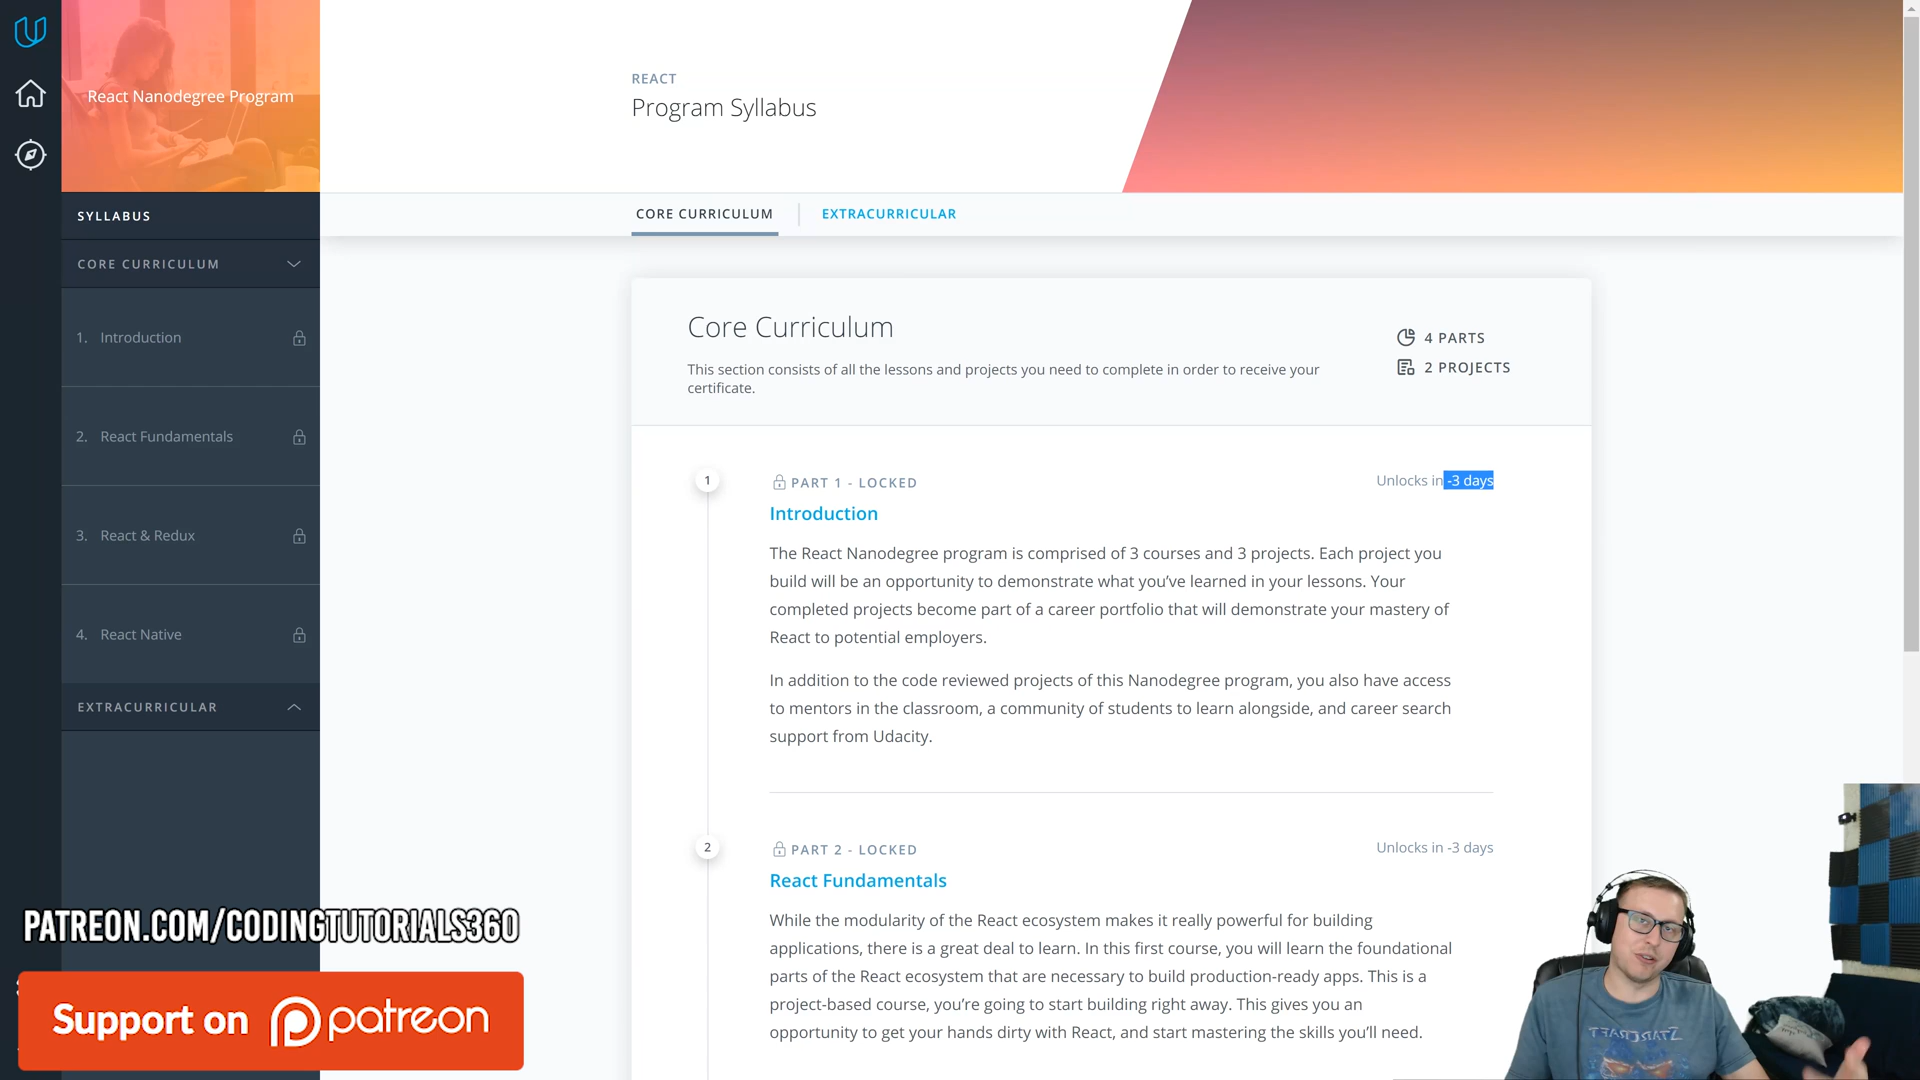 React Nanodegree Program
SYLLABUS
CORE CURRICULUM
1. Introduction
2. React Fundamentals
3. React & Redux
4. React Native
EXTRACURRICULAR
REACT
Program Syllabus
CORE CURRICULUM
EXTRACURRICULAR
Core Curriculum
This section consists of all the lessons and projects you need to complete in order to receive your
certificate.
4 PARTS
2 PROJECTS
1
PART 1 - LOCKED
Unlocks in -3 days
Introduction
The React Nanodegree program is comprised of 3 courses and 3 projects. Each project you
build will be an opportunity to demonstrate what you’ve learned in your lessons. Your
completed projects become part of a career portfolio that will demonstrate your mastery of
React to potential employers.
In addition to the code reviewed projects of this Nanodegree program, you also have access
to mentors in the classroom, a community of students to learn alongside, and career search
support from Udacity.
2
PART 2 - LOCKED
Unlocks in -3 days
React Fundamentals
While the modularity of the React ecosystem makes it really powerful for building
applications, there is a great deal to learn. In this first course, you will learn the foundational
parts of the React ecosystem that are necessary to build production-ready apps. This is a
project-based course, you’re going to start building right away. This gives you an
opportunity to get your hands dirty with React, and start mastering the skills you’ll need.
PATREON.COM/CODINGTUTORIALS360
Support on patreon
STARCRAFT